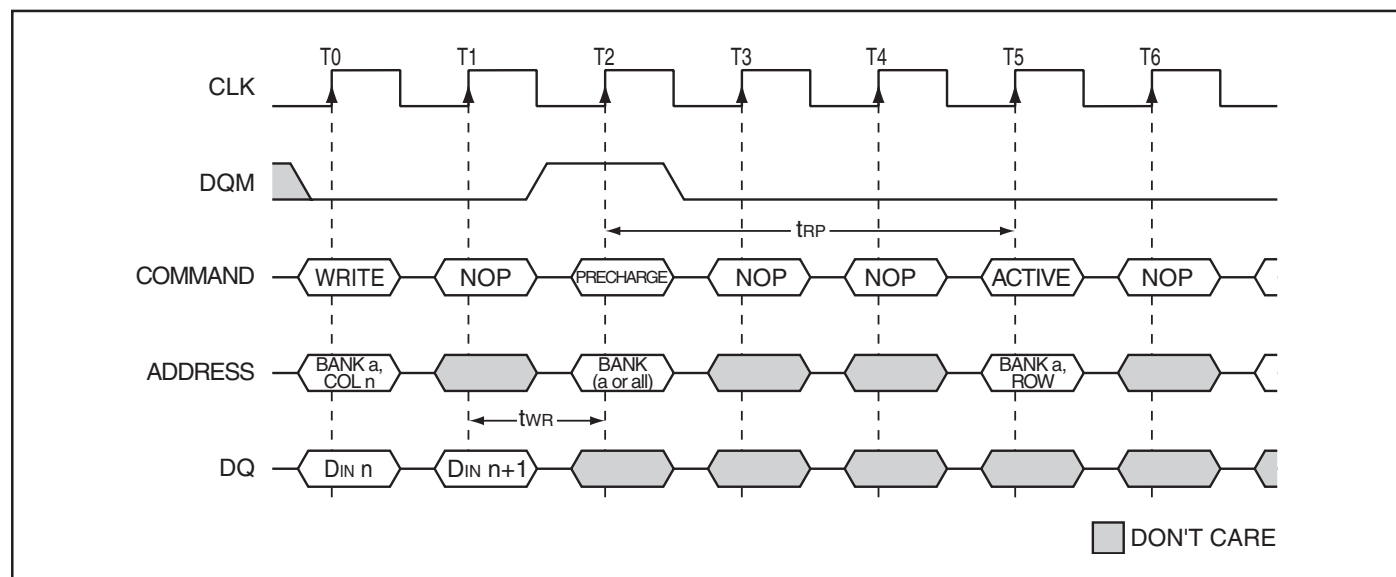 T0 T1 T2 T3 T4 T5 T6
CLK
DQM
tRP
COMMAND WRITE NOP PRECHARGE NOP NOP ACTIVE NOP
ADDRESS BANK a, COL n BANK (a or all) BANK a, ROW
tWR
DQ DIN n DIN n+1
DON'T CARE